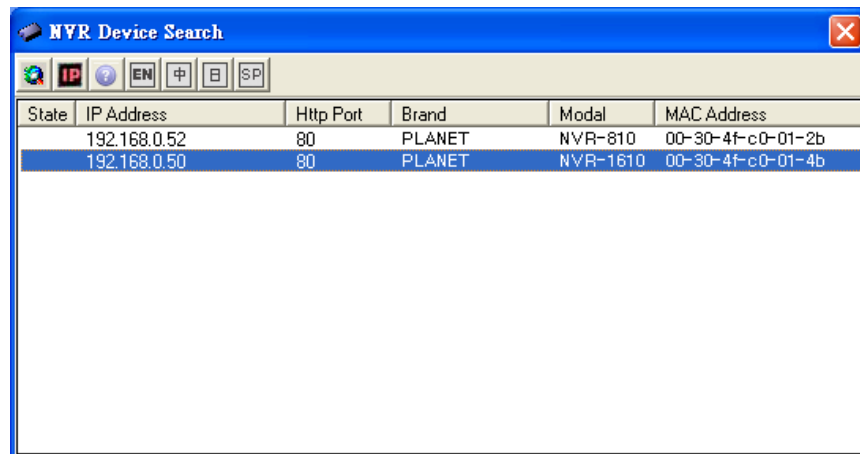 NVR Device Search
IP ? EN 中 日 SP
State IP Address Http Port Brand Modal MAC Address
192.168.0.52 80 PLANET NVR-810 00-30-4f-c0-01-2b
192.168.0.50 80 PLANET NVR-1610 00-30-4f-c0-01-4b